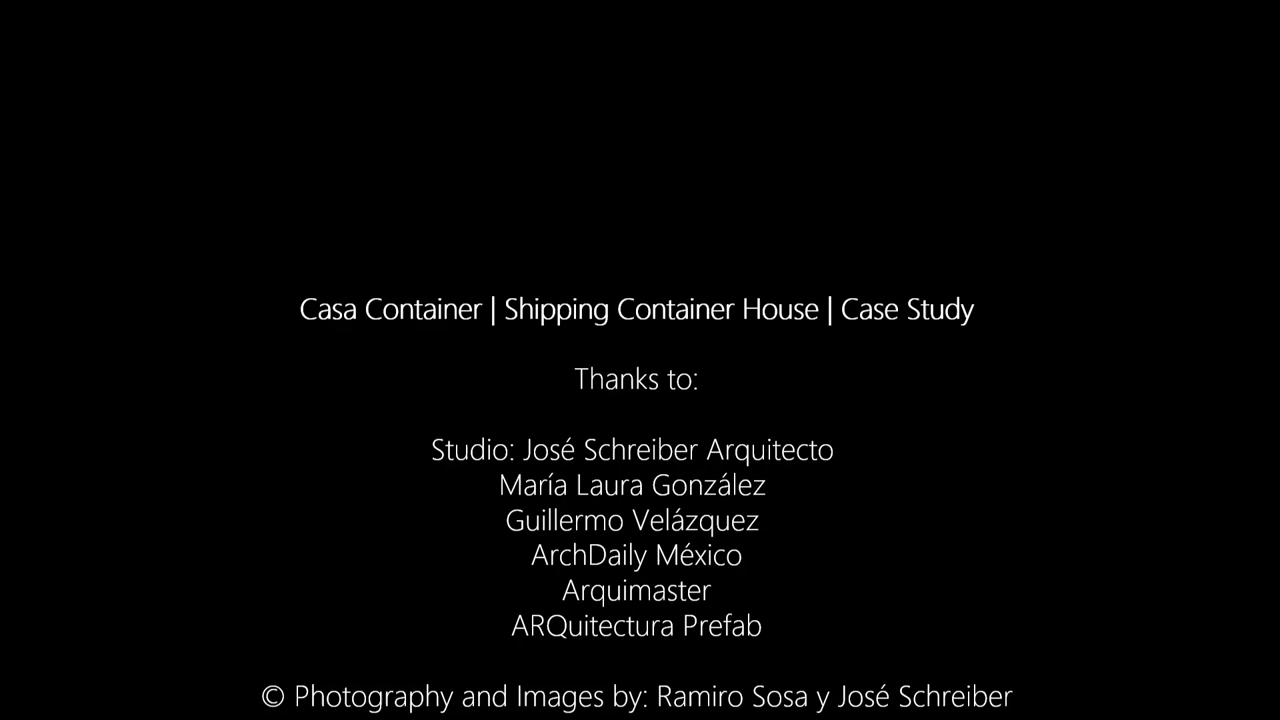 Casa Container | Shipping Container House | Case Study
Thanks to:
Studio: José Schreiber Arquitecto
María Laura González
Guillermo Velázquez
ArchDaily México
Arquimaster
ARQuitectura Prefab
© Photography and Images by: Ramiro Sosa y José Schreiber